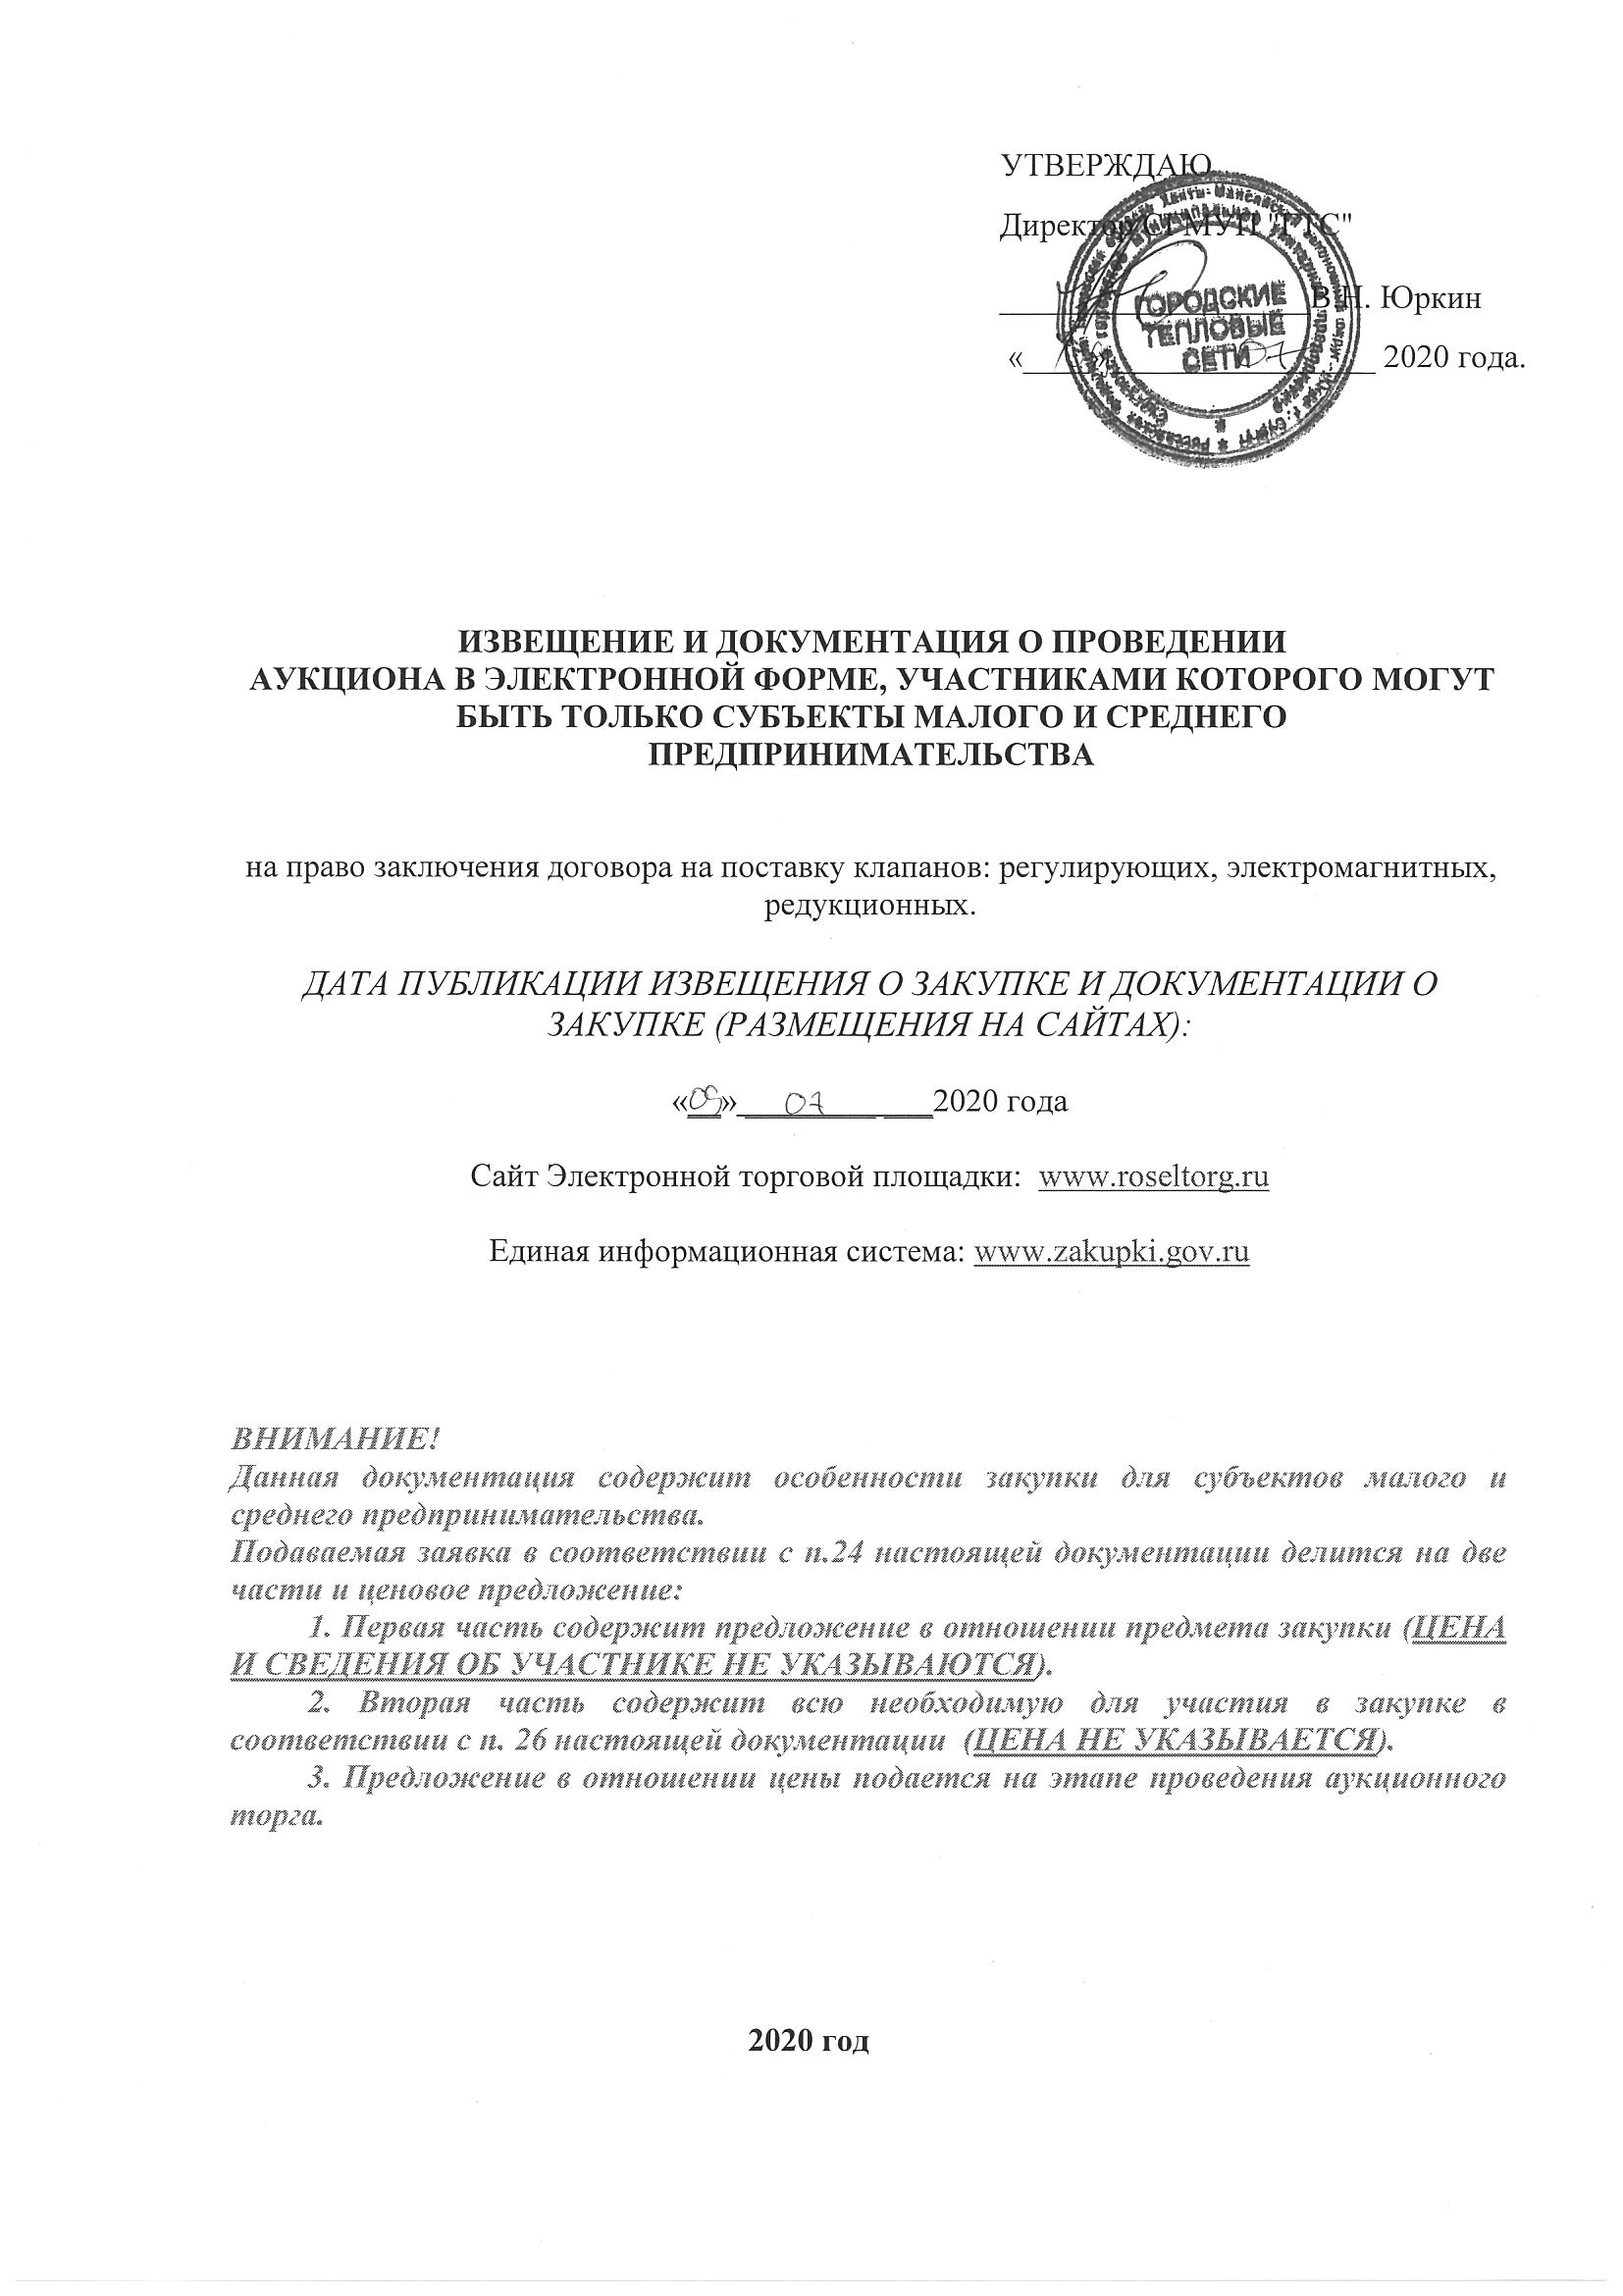 УТВЕРЖДАЮ
Директор СГМУП "ГТС"
В.Н. Юркин
ГОРОДСКИЕ
ТЕПЛОВЫЕ
СЕТИ
« » 07 2020 года.
ИЗВЕЩЕНИЕ И ДОКУМЕНТАЦИЯ О ПРОВЕДЕНИИ
АУКЦИОНА В ЭЛЕКТРОННОЙ ФОРМЕ, УЧАСТНИКАМИ КОТОРОГО МОГУТ
БЫТЬ ТОЛЬКО СУБЪЕКТЫ МАЛОГО И СРЕДНЕГО
ПРЕДПРИНИМАТЕЛЬСТВА
на право заключения договора на поставку клапанов: регулирующих, электромагнитных,
редукционных.
ДАТА ПУБЛИКАЦИИ ИЗВЕЩЕНИЯ О ЗАКУПКЕ И ДОКУМЕНТАЦИИ О
ЗАКУПКЕ (РАЗМЕЩЕНИЯ НА САЙТАХ):
«09» 07 2020 года
Сайт Электронной торговой площадки: www.roseltorg.ru
Единая информационная система: www.zakupki.gov.ru
ВНИМАНИЕ!
Данная документация содержит особенности закупки для субъектов малого и
среднего предпринимательства.
Подаваемая заявка в соответствии с п.24 настоящей документации делится на две
части и ценовое предложение:
1. Первая часть содержит предложение в отношении предмета закупки (ЦЕНА
И СВЕДЕНИЯ ОБ УЧАСТНИКЕ НЕ УКАЗЫВАЮТСЯ).
2. Вторая часть содержит всю необходимую для участия в закупке в
соответствии с п. 26 настоящей документации (ЦЕНА НЕ УКАЗЫВАЕТСЯ).
3. Предложение в отношении цены подается на этапе проведения аукционного
торга.
2020 год